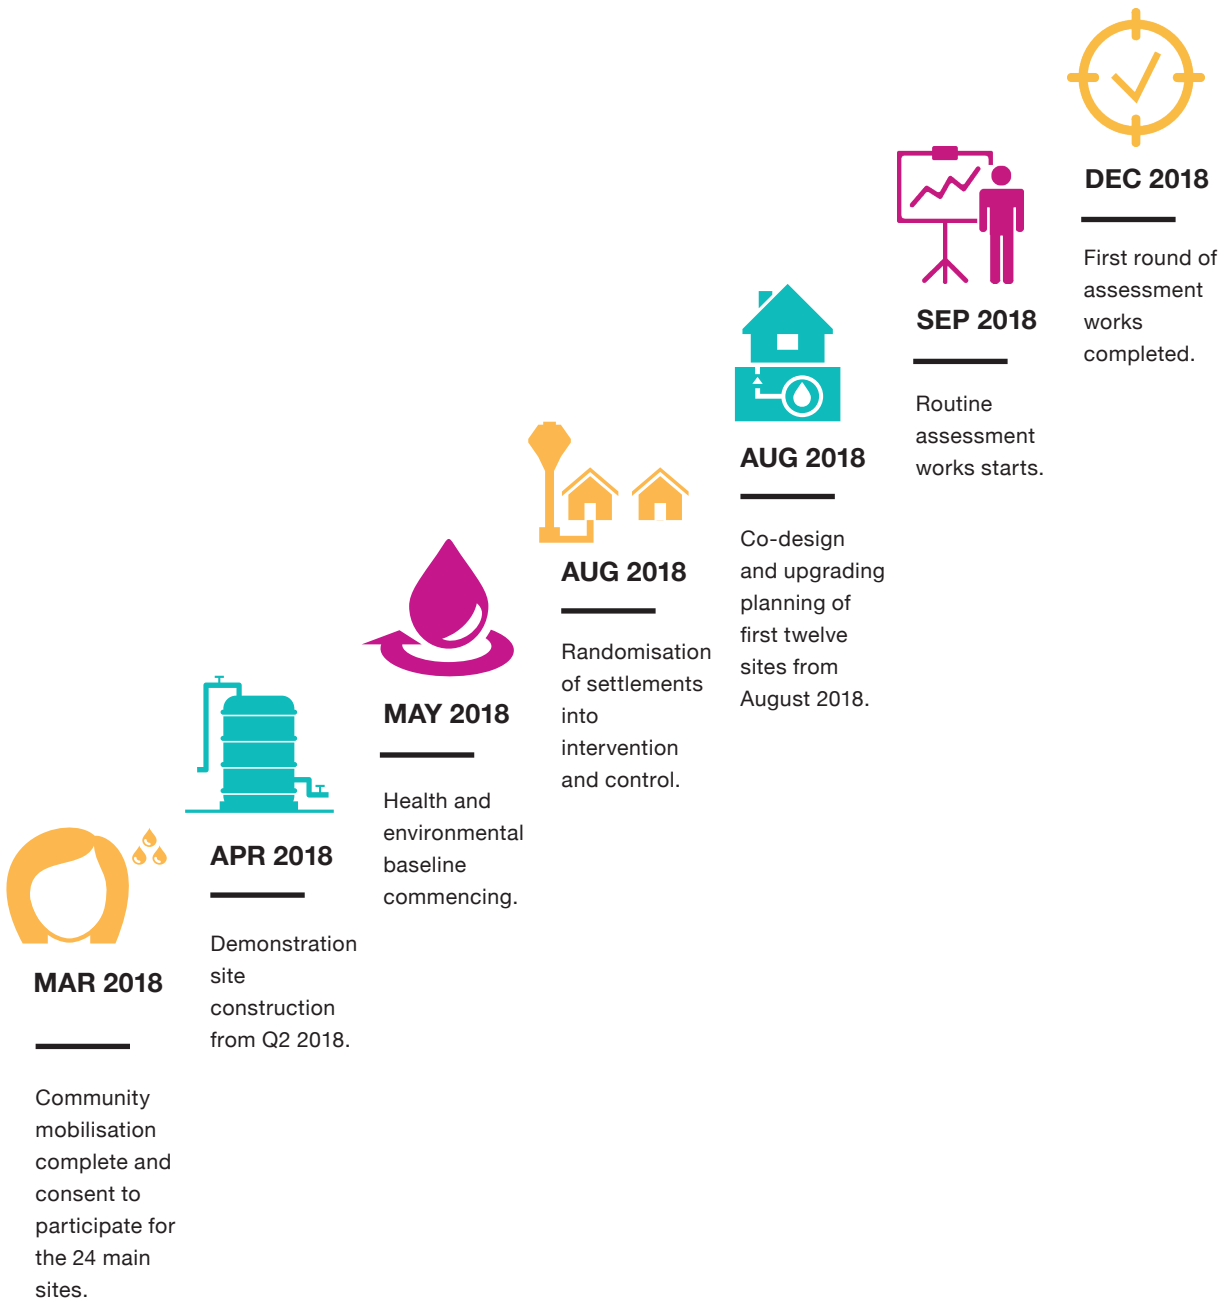 MAR 2018
Community
mobilisation
complete and
consent to
participate for
the 24 main
sites.
APR 2018
Demonstration
site
construction
from Q2 2018.
MAY 2018
Health and
environmental
baseline
commencing.
AUG 2018
Randomisation
of settlements
into
intervention
and control.
AUG 2018
Co-design
and upgrading
planning of
first twelve
sites from
August 2018.
SEP 2018
Routine
assessment
works starts.
DEC 2018
First round of
assessment
works
completed.